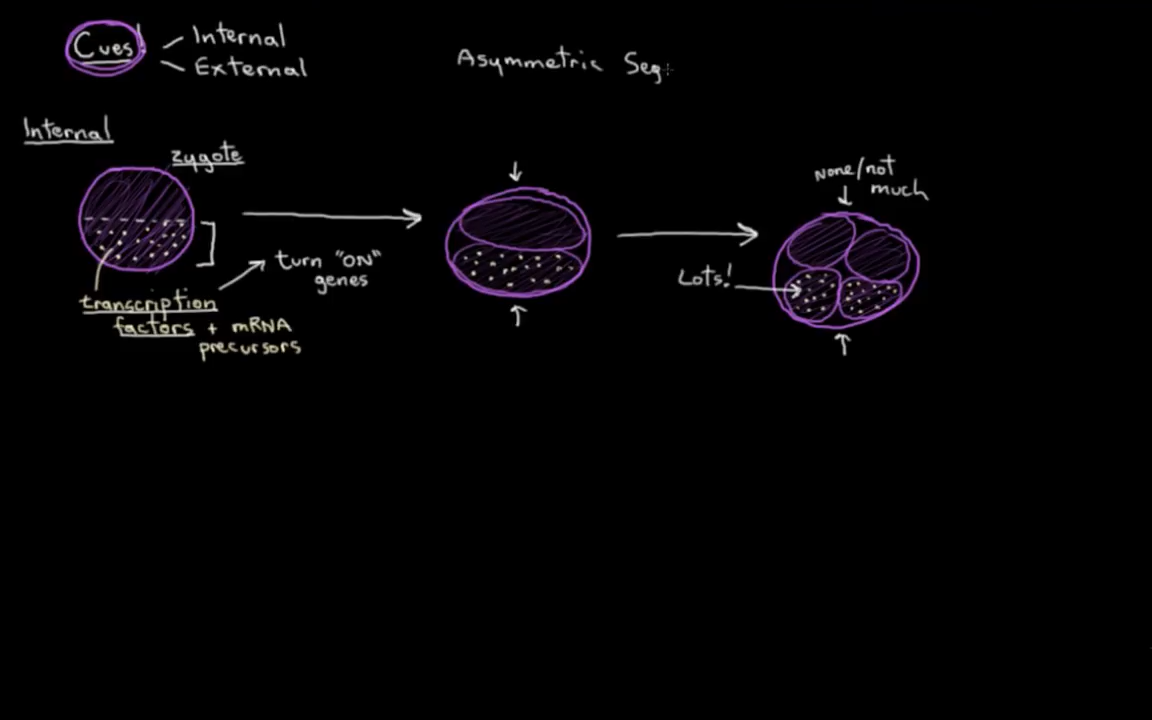 Cues!
Internal
External
Asymmetric Seg
Internal
zygote
None/not
much
turn "ON"
genes
Lots!
transcription
factors + mRNA
precursors